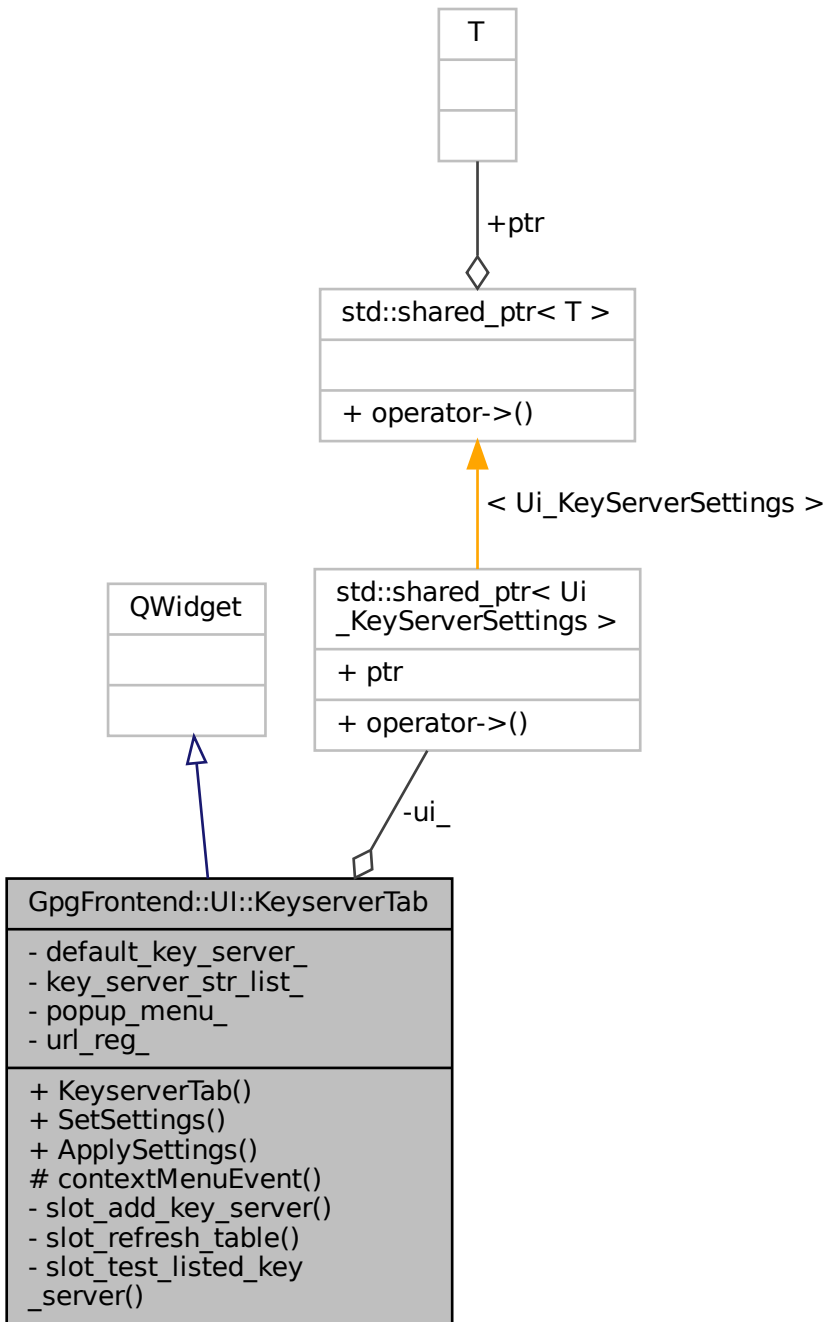 T
+ptr
std::shared_ptr< T >
+ operator->()
< Ui_KeyServerSettings >
QWidget
std::shared_ptr< Ui
_KeyServerSettings >
+ ptr
+ operator->()
-ui_
GpgFrontend::UI::KeyserverTab
- default_key_server_
- key_server_str_list_
- popup_menu_
- url_reg_
+ KeyserverTab()
+ SetSettings()
+ ApplySettings()
# contextMenuEvent()
- slot_add_key_server()
- slot_refresh_table()
- slot_test_listed_key
_server()